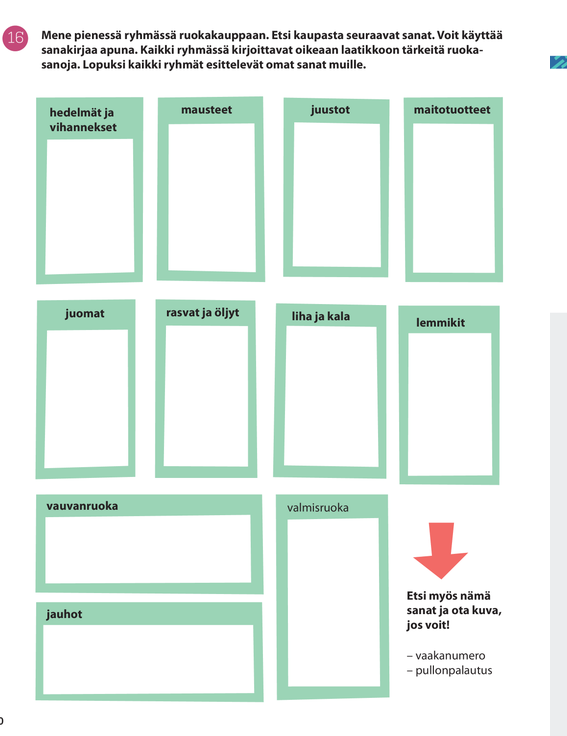 16
Mene pienessä ryhmässä ruokakauppaan. Etsi kaupasta seuraavat sanat. Voit käyttää
sanakirjaa apuna. Kaikki ryhmässä kirjoittavat oikeaan laatikkoon tärkeitä ruoka-
sanoja. Lopuksi kaikki ryhmät esittelevät omat sanat muille.
hedelmät ja
vihannekset
mausteet
juustot
maitotuotteet
juomat
rasvat ja öljyt
liha ja kala
lemmikit
vauvanruoka
valmisruoka
jauhot
Etsi myös nämä
sanat ja ota kuva,
jos voit!
– vaakanumero
– pullonpalautus